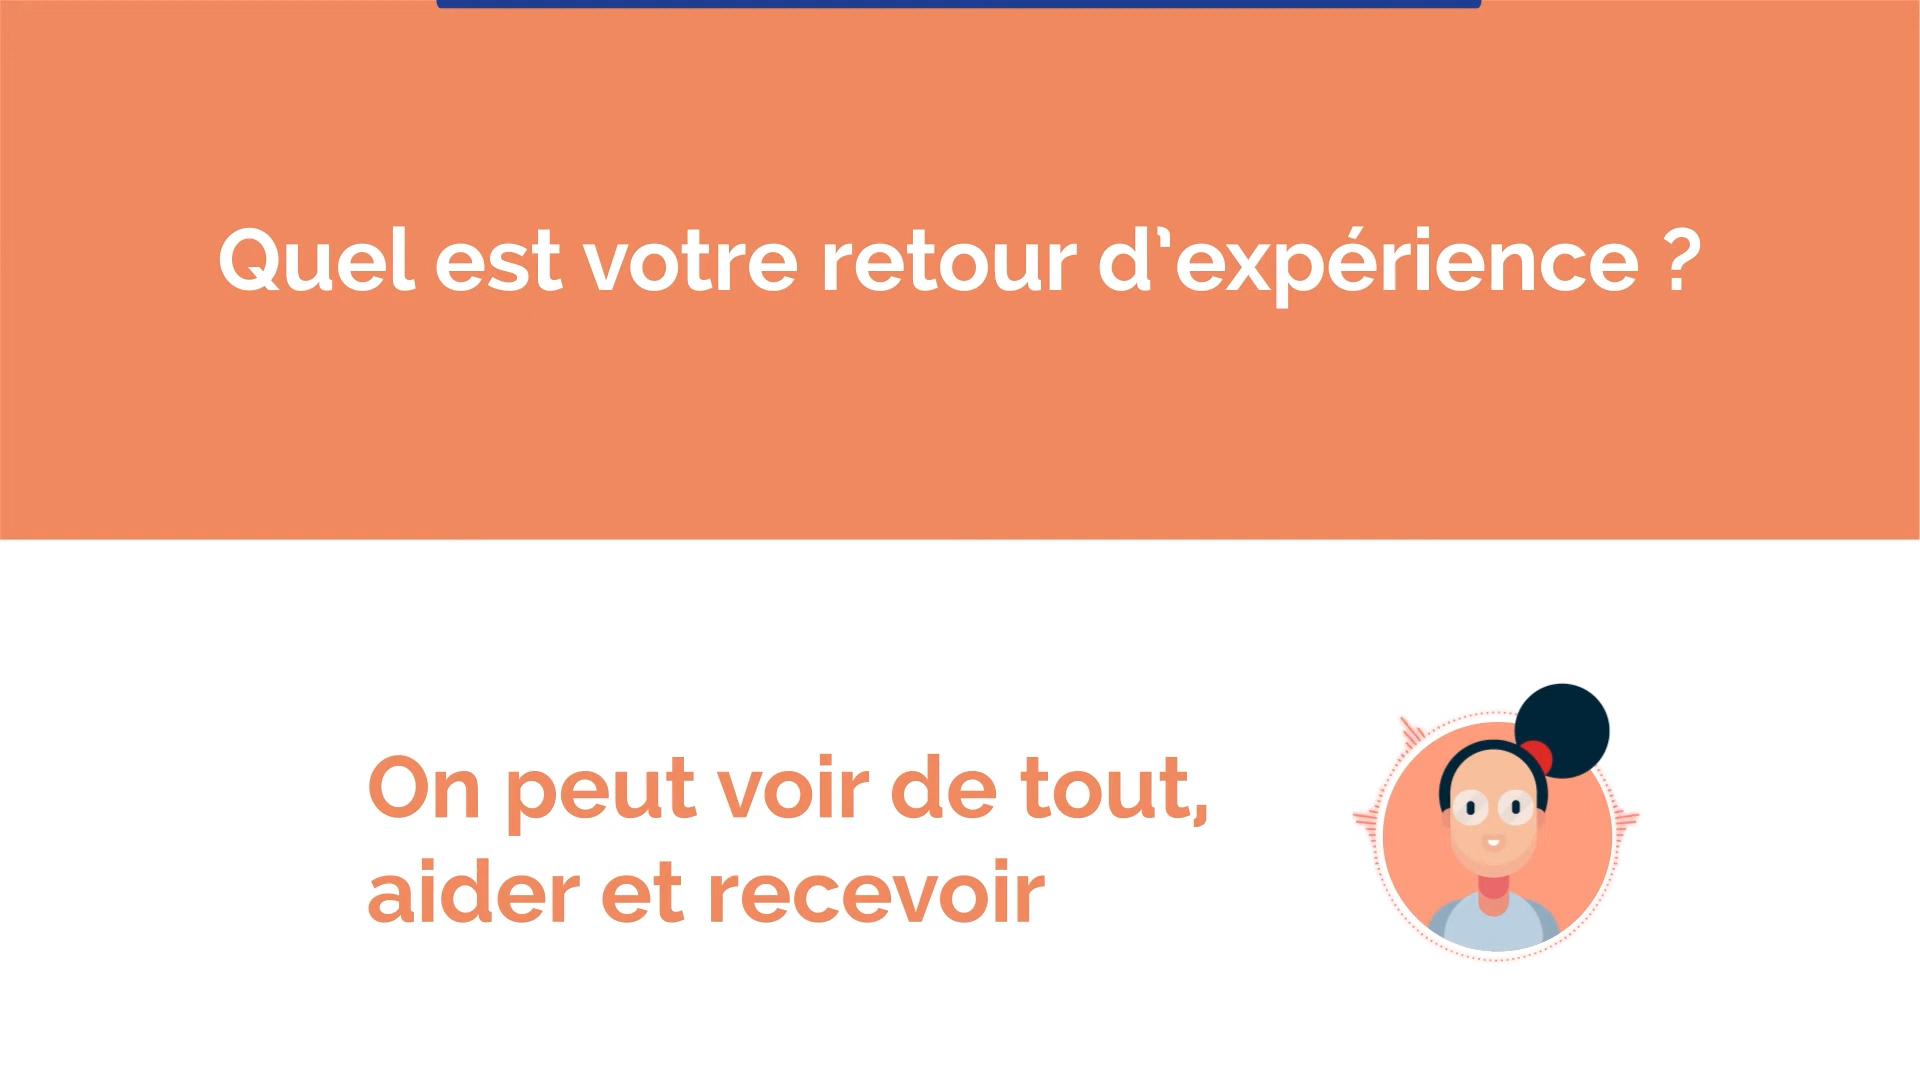 Quel est votre retour d’expérience ?
On peut voir de tout,
aider et recevoir